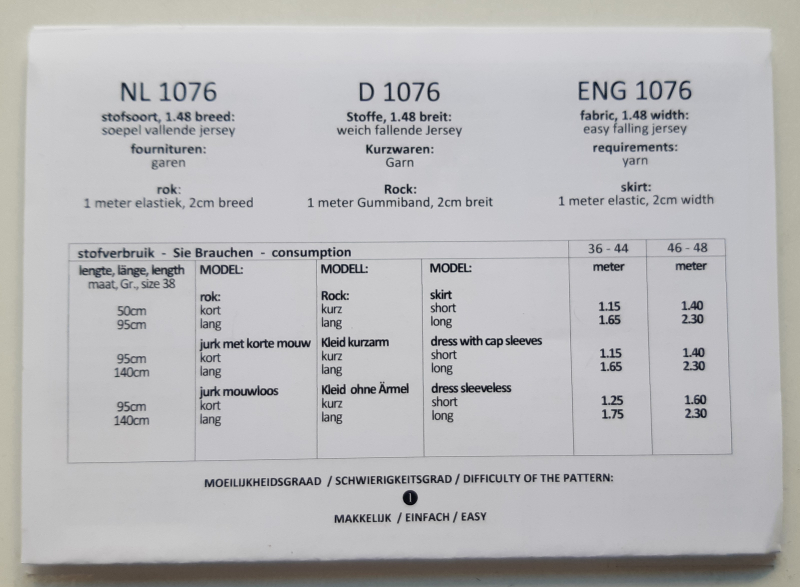 NL 1076
stofsoort, 1.48 breed:
soepel vallende jersey
fournituren:
garen
rok:
1 meter elastiek, 2cm breed
D 1076
Stoffe, 1.48 breit:
weich fallende Jersey
Kurzwaren:
Garn
Rock:
1 meter Gummiband, 2cm breit
ENG 1076
fabric, 1.48 width:
easy falling jersey
requirements:
yarn
skirt:
1 meter elastic, 2cm width
stofverbruik - Sie Brauchen - consumption 36 - 44 46 - 48
lengte, länge, length MODEL: MODELL: MODEL: meter meter
maat, Gr., size 38
rok: Rock: skirt
50cm kort kurz short 1.15 1.40
95cm lang lang long 1.65 2.30
jurk met korte mouw Kleid kurzarm dress with cap sleeves
95cm kort kurz short 1.15 1.40
140cm lang lang long 1.65 2.30
jurk mouwloos Kleid ohne Ärmel dress sleeveless
95cm kort kurz short 1.25 1.60
140cm lang lang long 1.75 2.30
MOEILIJKHEIDSGRAAD / SCHWIERIGKEITSGRAD / DIFFICULTY OF THE PATTERN:
I
MAKKELIJK / EINFACH / EASY